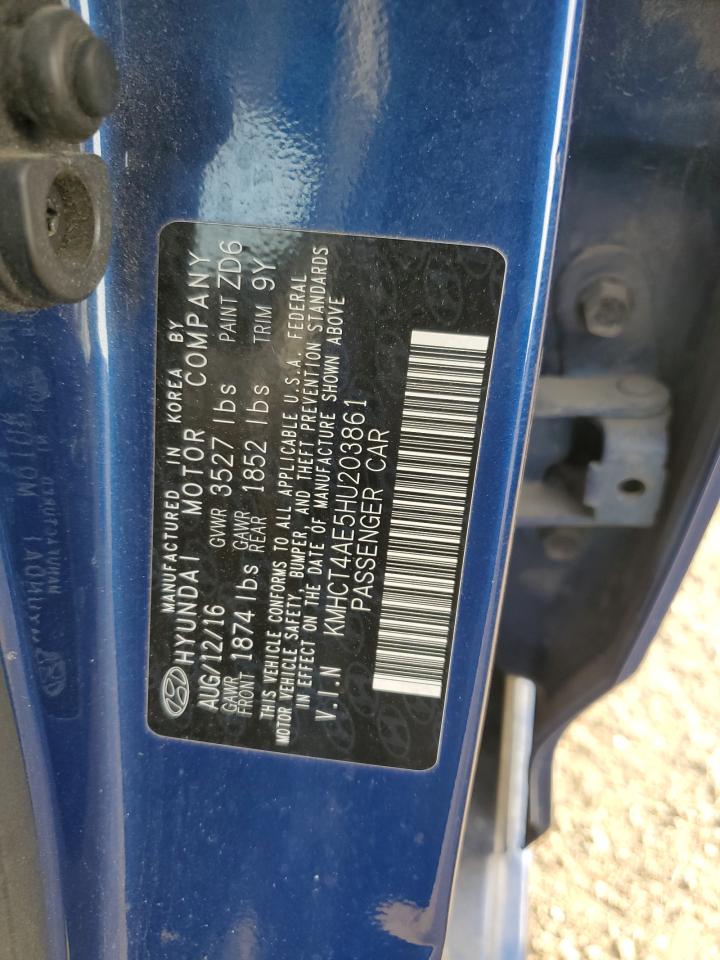 MANUFACTURED IN KOREA BY
HYUNDAI MOTOR COMPANY
AUG/12/16 GVWR 3527 lbs PAINT ZD6
GAWR FRONT 1874 lbs GAWR REAR 1852 lbs TRIM 9Y
THIS VEHICLE CONFORMS TO ALL APPLICABLE U.S.A. FEDERAL
MOTOR VEHICLE SAFETY, BUMPER, AND THEFT PREVENTION STANDARDS
IN EFFECT ON THE DATE OF MANUFACTURE SHOWN ABOVE
V.I.N KMHCT4AE5HU203861
PASSENGER CAR